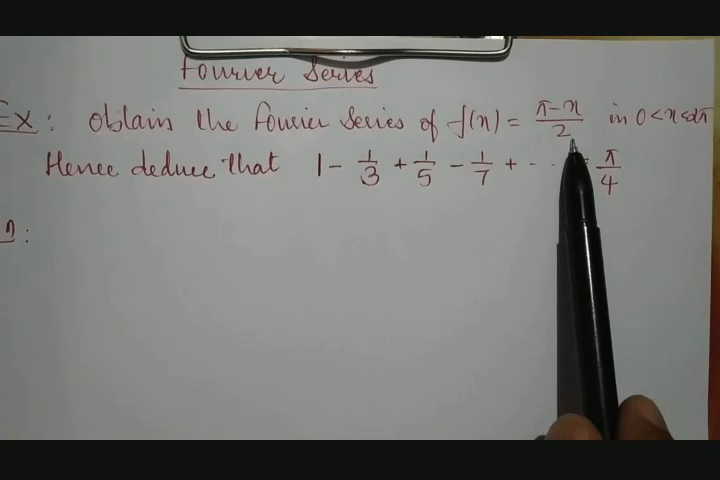 Fourier Series
EX: Obtain the Fourier Series of f(x) = (π-x)/2 in 0<x<2π
Hence deduce that 1 - 1/3 + 1/5 - 1/7 + - - - = π/4